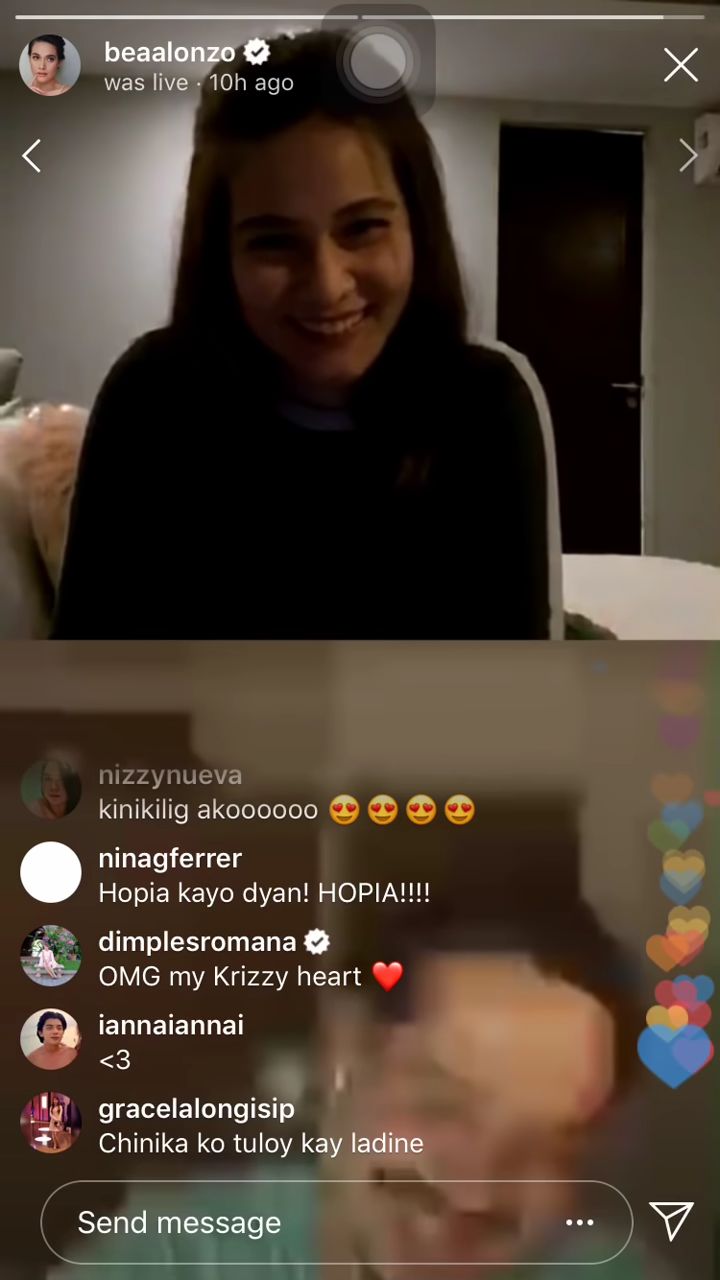 beaalonzo
was live · 10h ago
nizzynueva
kinikilig akoooooo 😍 😍 😍 😍
ninagferrer
Hopia kayo dyan! HOPIA!!!!
dimplesromana
OMG my Krizzy heart ❤️
iannaiannai
<3
gracelalongisip
Chinika ko tuloy kay ladine
Send message